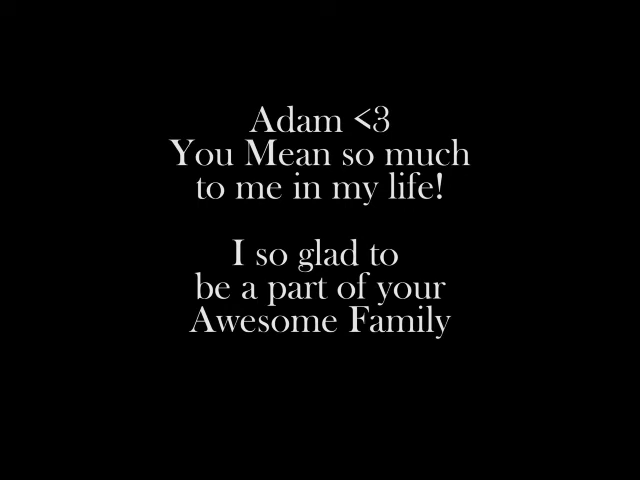 Adam <3
You Mean so much
to me in my life!
I so glad to
be a part of your
Awesome Family